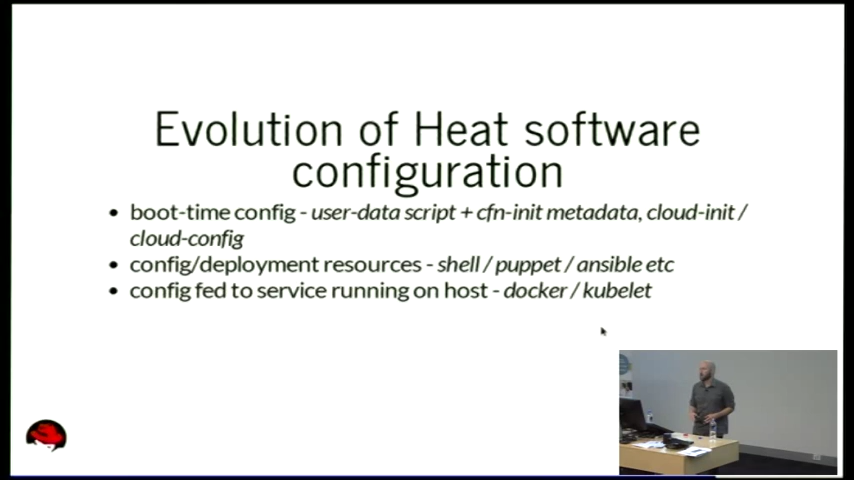 Evolution of Heat software
configuration
• boot-time config - user-data script + cfn-init metadata, cloud-init /
cloud-config
• config/deployment resources - shell / puppet / ansible etc
• config fed to service running on host - docker / kubelet